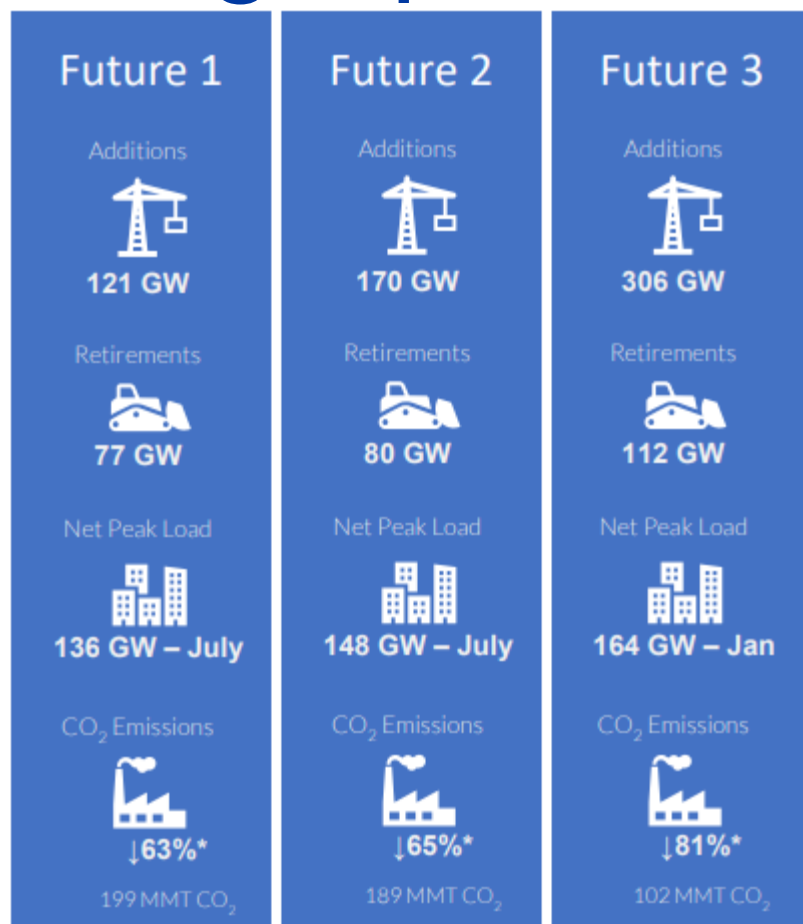 Future 1
Additions
121 GW
Retirements
77 GW
Net Peak Load
136 GW – July
CO₂ Emissions
↓63%*
199 MMT CO₂
Future 2
Additions
170 GW
Retirements
80 GW
Net Peak Load
148 GW – July
CO₂ Emissions
↓65%*
189 MMT CO₂
Future 3
Additions
306 GW
Retirements
112 GW
Net Peak Load
164 GW – Jan
CO₂ Emissions
↓81%*
102 MMT CO₂